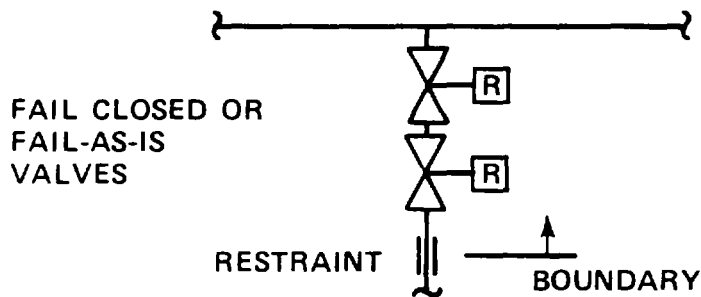 R
FAIL CLOSED OR
FAIL-AS-IS
VALVES
R
RESTRAINT
BOUNDARY